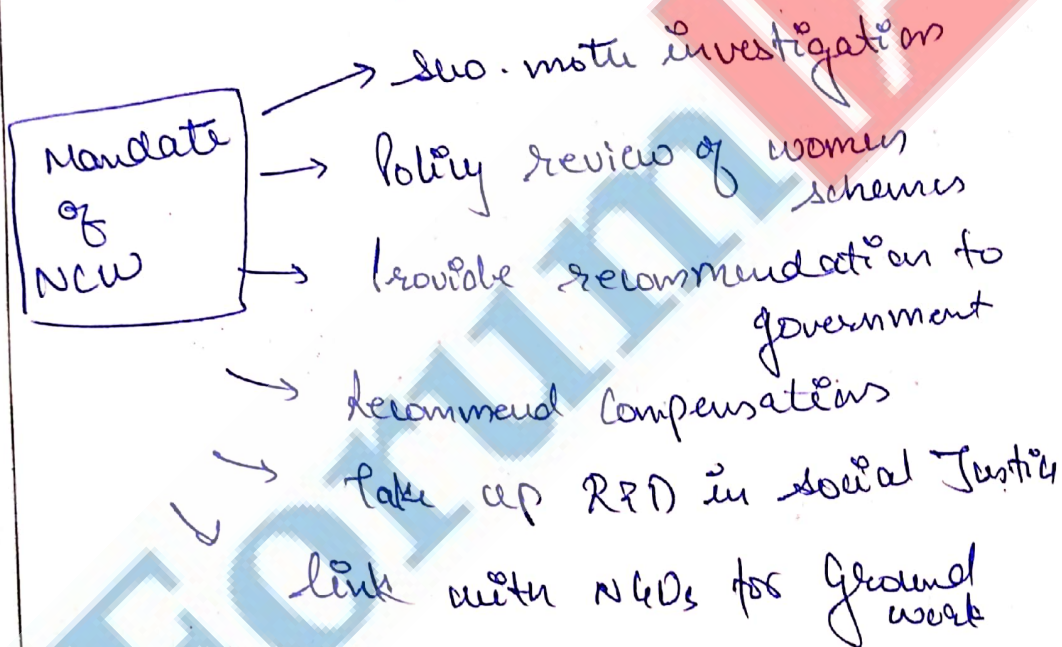 suo. motu investigation
Mandate
of
NCW
Policy review of women
schemes
Provide recommendation to
government
Recommend Compensations
Take up R&D in social Justice
link with NGOs for Ground
work
Forum